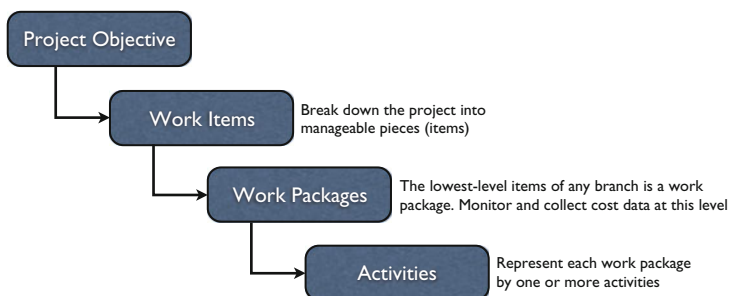 Project Objective
Work Items
Break down the project into
manageable pieces (items)
Work Packages
The lowest-level items of any branch is a work
package. Monitor and collect cost data at this level
Activities
Represent each work package
by one or more activities